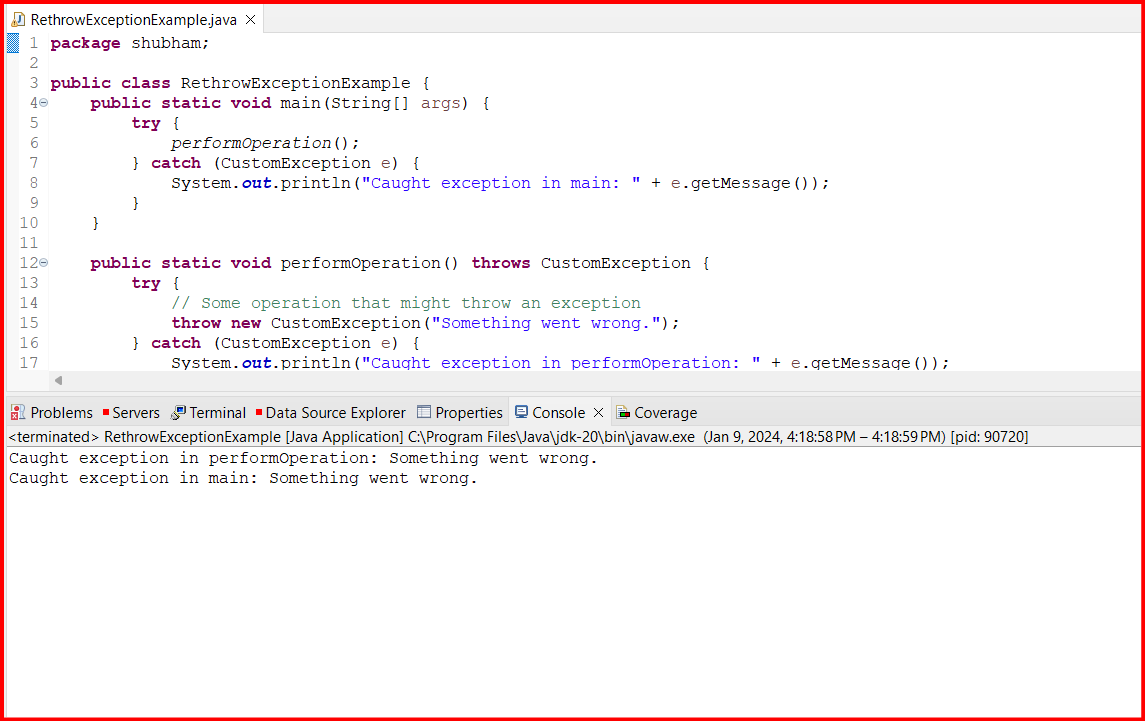 RethrowExceptionExample.java
1 package shubham;
2
3 public class RethrowExceptionExample {
4 public static void main(String[] args) {
5 try {
6 performOperation();
7 } catch (CustomException e) {
8 System.out.println("Caught exception in main: " + e.getMessage());
9 }
10 }
11
12 public static void performOperation() throws CustomException {
13 try {
14 // Some operation that might throw an exception
15 throw new CustomException("Something went wrong.");
16 } catch (CustomException e) {
17 System.out.println("Caught exception in performOperation: " + e.getMessage());
Problems Servers Terminal Data Source Explorer Properties Console Coverage
<terminated> RethrowExceptionExample [Java Application] C:\Program Files\Java\jdk-20\bin\javaw.exe (Jan 9, 2024, 4:18:58 PM – 4:18:59 PM) [pid: 90720]
Caught exception in performOperation: Something went wrong.
Caught exception in main: Something went wrong.